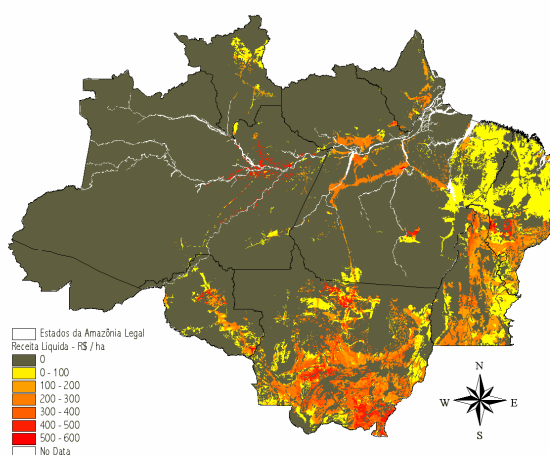 Estados da Amazônia Legal
Receita Líquida - R$ / ha
0
0 - 100
100 - 200
200 - 300
300 - 400
400 - 500
500 - 600
No Data
N
W E
S